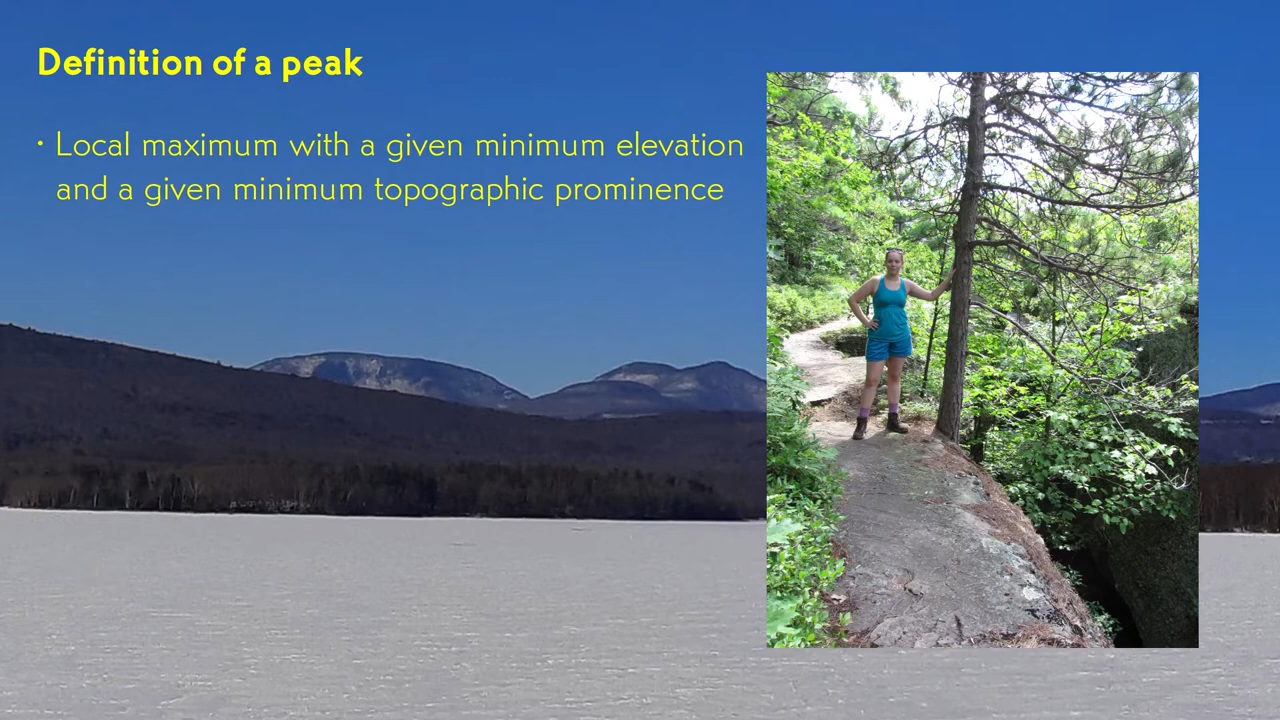 Definition of a peak
• Local maximum with a given minimum elevation
and a given minimum topographic prominence